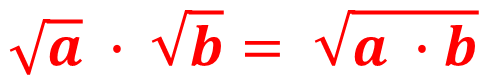 √a · √b = √a · b